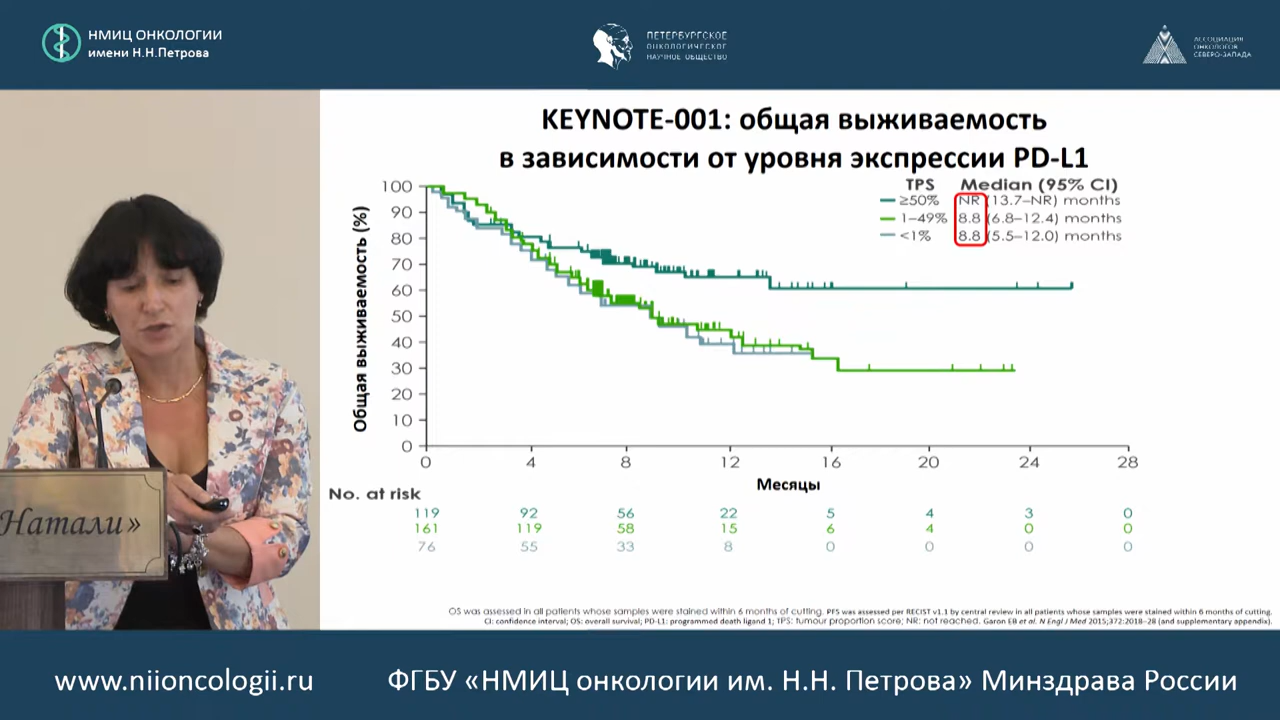 НМИЦ ОНКОЛОГИИ
имени Н.Н.Петрова
ПЕТЕРБУРГСКОЕ
ОНКОЛОГИЧЕСКОЕ
НАУЧНОЕ ОБЩЕСТВО
АССОЦИАЦИЯ
ОНКОЛОГОВ
СЕВЕРО-ЗАПАДА
KEYNOTE-001: общая выживаемость
в зависимости от уровня экспрессии PD-L1
TPS Median (95% CI)
≥50% NR (13.7–NR) months
1–49% 8.8 (6.8–12.4) months
<1% 8.8 (5.5–12.0) months
Общая выживаемость (%)
100
90
80
70
60
50
40
30
20
10
0
0 4 8 12 16 20 24 28
Месяцы
No. at risk
119 92 56 22 5 4 3 0
161 119 58 15 6 4 0 0
76 55 33 8 0 0 0 0
OS was assessed in all patients whose samples were stained within 6 months of cutting. PFS was assessed per RECIST v1.1 by central review in all patients whose samples were stained within 6 months of cutting.
CI: confidence interval; OS: overall survival; PD-L1: programmed death ligand 1; TPS: tumour proportion score; NR: not reached. Garon EB et al. N Engl J Med 2015;372:2018–28 (and supplementary appendix).
Натали»
www.niioncologii.ru
ФГБУ «НМИЦ онкологии им. Н.Н. Петрова» Минздрава России